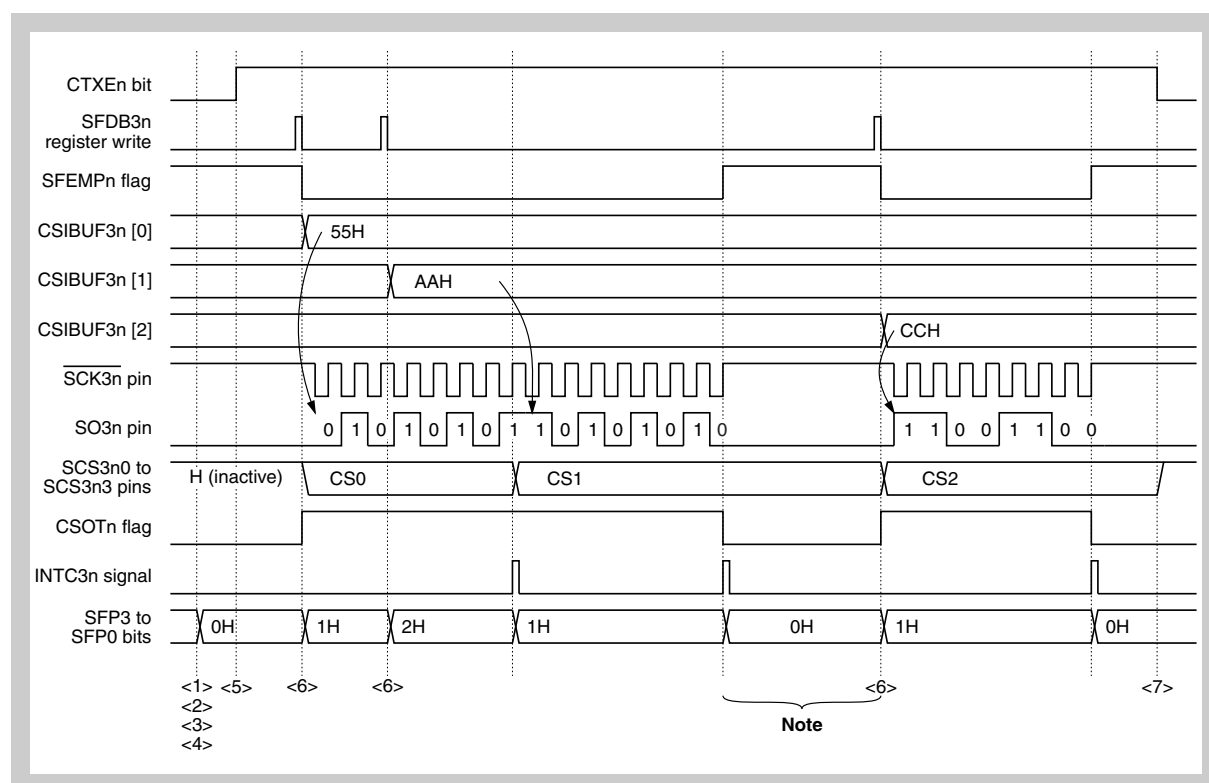 CTXEn bit
SFDB3n
register write
SFEMPn flag
CSIBUF3n [0]
55H
CSIBUF3n [1]
AAH
CSIBUF3n [2]
CCH
SCK3n pin
SO3n pin
0 1 0 1 0 1 0 1 1 0 1 0 1 0 1 0
1 1 0 0 1 1 0 0
SCS3n0 to
SCS3n3 pins
H (inactive)
CS0
CS1
CS2
CSOTn flag
INTC3n signal
SFP3 to
SFP0 bits
0H
1H
2H
1H
0H
1H
0H
<1> <5> <6> <6> <6> <7>
<2>
<3>
<4>
Note